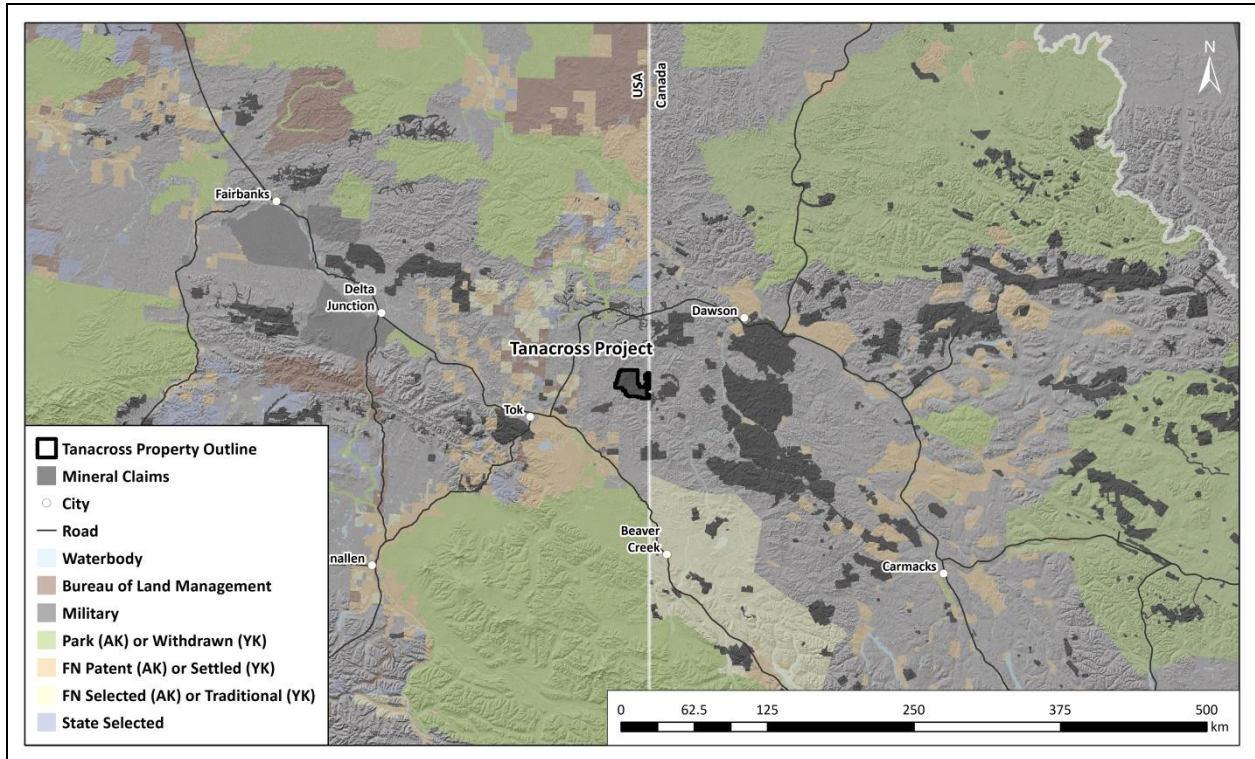 USA
Canada
N
Fairbanks
Delta
Junction
Dawson
Tanacross Project
Tok
Beaver
Creek
nallen
Carmacks
Tanacross Property Outline
Mineral Claims
City
Road
Waterbody
Bureau of Land Management
Military
Park (AK) or Withdrawn (YK)
FN Patent (AK) or Settled (YK)
FN Selected (AK) or Traditional (YK)
State Selected
0 62.5 125 250 375 500
km